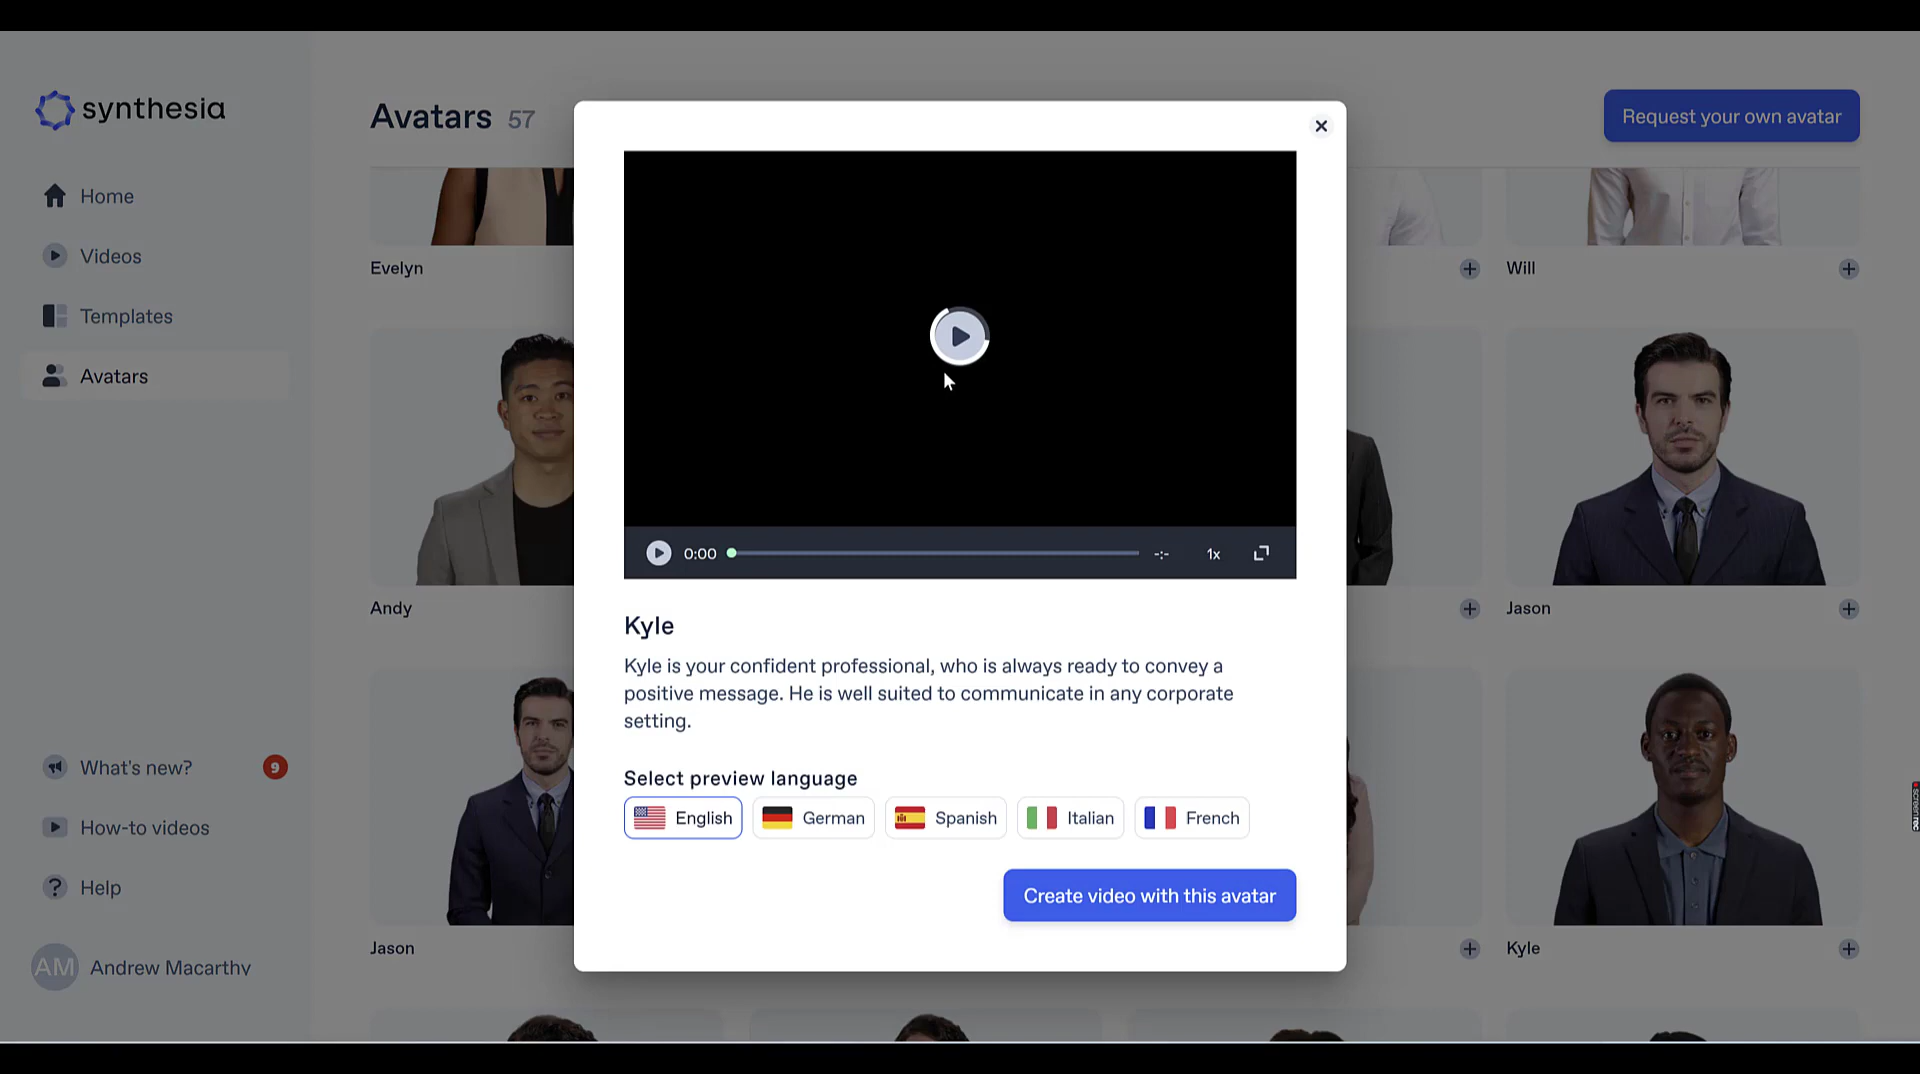 synthesia
Home
Videos
Templates
Avatars
What's new?
9
How-to videos
Help
AM
Andrew Macarthy
Avatars 57
Request your own avatar
Evelyn
Will
Andy
Jason
Jason
Kyle
0:00
-:-
1x
Kyle
Kyle is your confident professional, who is always ready to convey a
positive message. He is well suited to communicate in any corporate
setting.
Select preview language
English
German
Spanish
Italian
French
Create video with this avatar